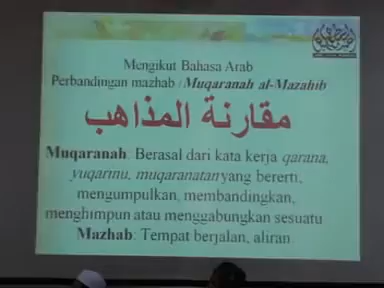 Mengikut Bahasa Arab
Perbandingan mazhab /Muqaranah al-Mazahib
مقارنة المذاهب
Muqaranah: Berasal dari kata kerja qarana,
yuqarinu, muqaranatan yang bererti,
mengumpulkan, membandingkan,
menghimpun atau menggabungkan sesuatu
Mazhab: Tempat berjalan, aliran.